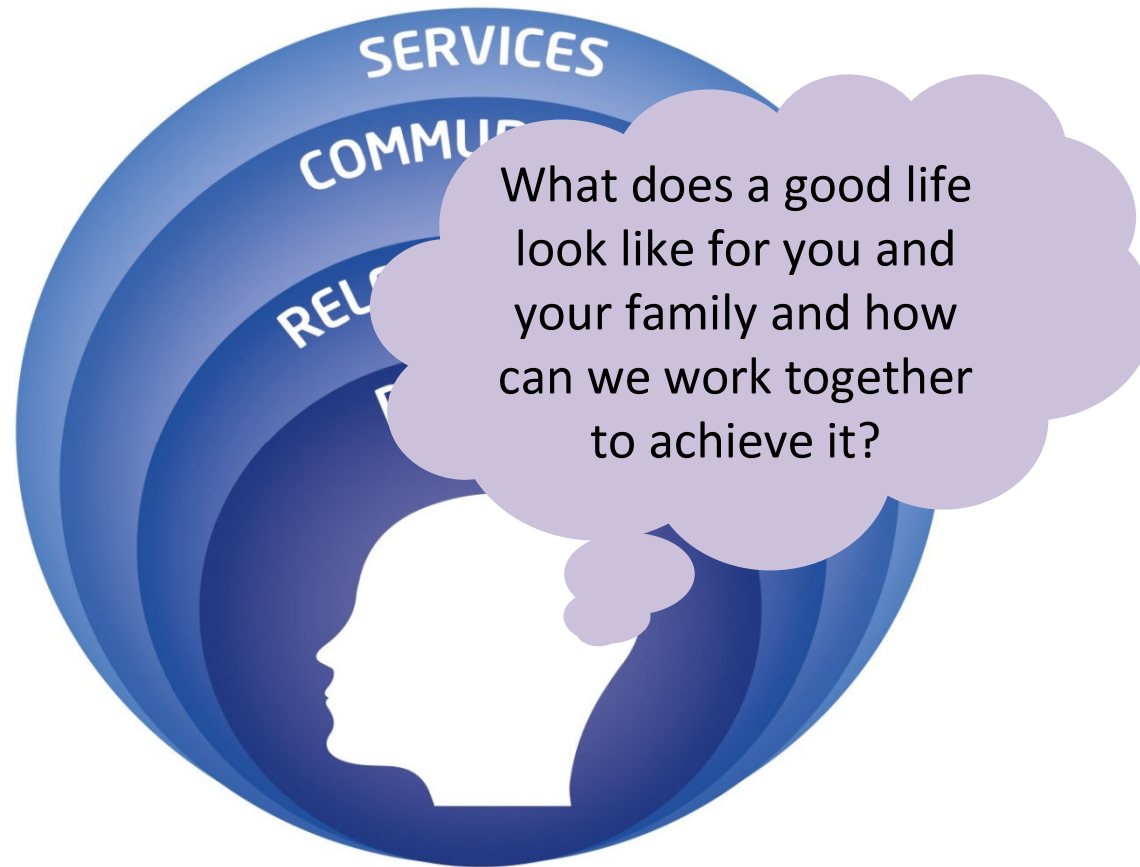 SERVICES
What does a good life
look like for you and
your family and how
can we work together
to achieve it?